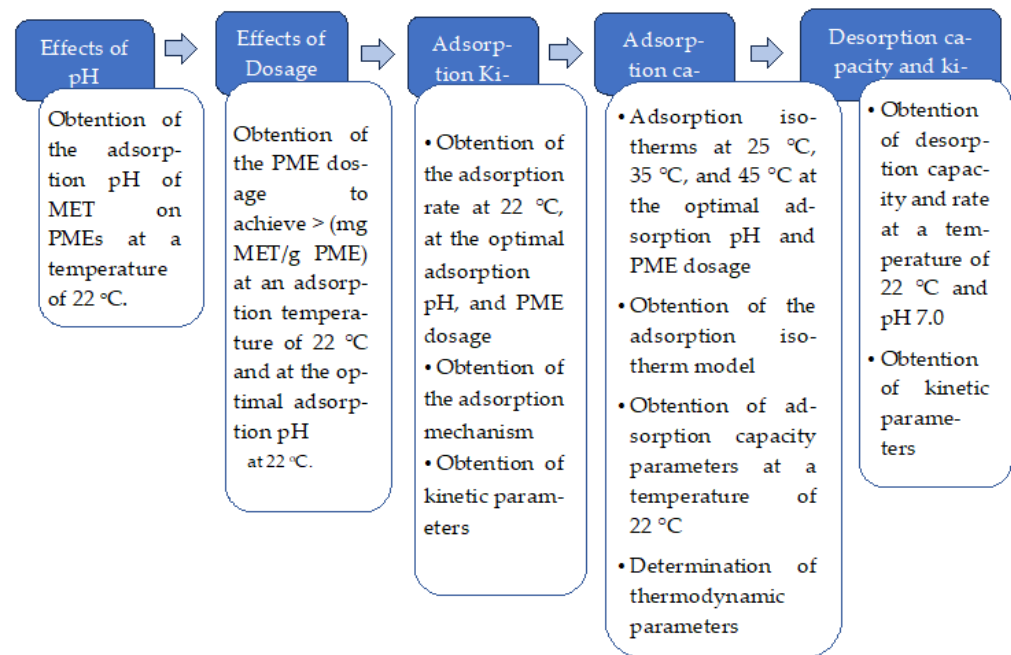 Effects of
pH
Obtention of
the adsorp-
tion pH of
MET on
PMEs at a
temperature
of 22 °C.
Effects of
Dosage
Obtention of
the PME dos-
age to
achieve > (mg
MET/g PME)
at an adsorp-
tion tempera-
ture of 22 °C
and at the op-
timal adsorp-
tion pH
at 22 °C.
Adsorp-
tion Ki-
• Obtention of
the adsorption
rate at 22 °C,
at the optimal
adsorption
pH, and PME
dosage
• Obtention of
the adsorption
mechanism
• Obtention of
kinetic param-
eters
Adsorp-
tion ca-
• Adsorption iso-
therms at 25 °C,
35 °C, and 45 °C at
the optimal ad-
sorption pH and
PME dosage
• Obtention of the
adsorption iso-
therm model
• Obtention of ad-
sorption capacity
parameters at a
temperature of
22 °C
• Determination of
thermodynamic
parameters
Desorption ca-
pacity and ki-
• Obtention
of desorp-
tion capac-
ity and rate
at a tem-
perature of
22 °C and
pH 7.0
• Obtention
of kinetic
parame-
ters